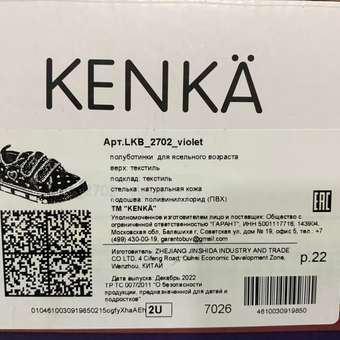 KENKÄ
Арт.LKB_2702_violet
полуботинки для ясельного возраста
верх: текстиль
подклад: текстиль
стелька: натуральная кожа
подошва: поливинилхлорид (ПВХ)
ТМ "KENKÄ"
Уполномоченное изготовителем лицо и поставщик: Общество с
ограниченной ответственностью "ГАРАНТ". ИНН: 5001117716, 143904,
Московская обл., Балашиха г, Советская ул, дом № 19, офис 5, тел.: +7
(499) 430-00-19, garantobuv@gmail.com
Изготовитель: ZHEJIANG JINSHIDA INDUSTRY AND TRADE
CO LTD, 4 Cifeng Road, Ouhei Economic Development Zone,
Wenzhou, КИТАЙ
р.22
Дата выпуска: Декабрь 2022
ТР ТС 007/2011 "О безопасности
продукции, предназначенной для детей и
подростков"
EAC
0104610030919850215ogfyXhaAEh
2U
7026
4610030919850